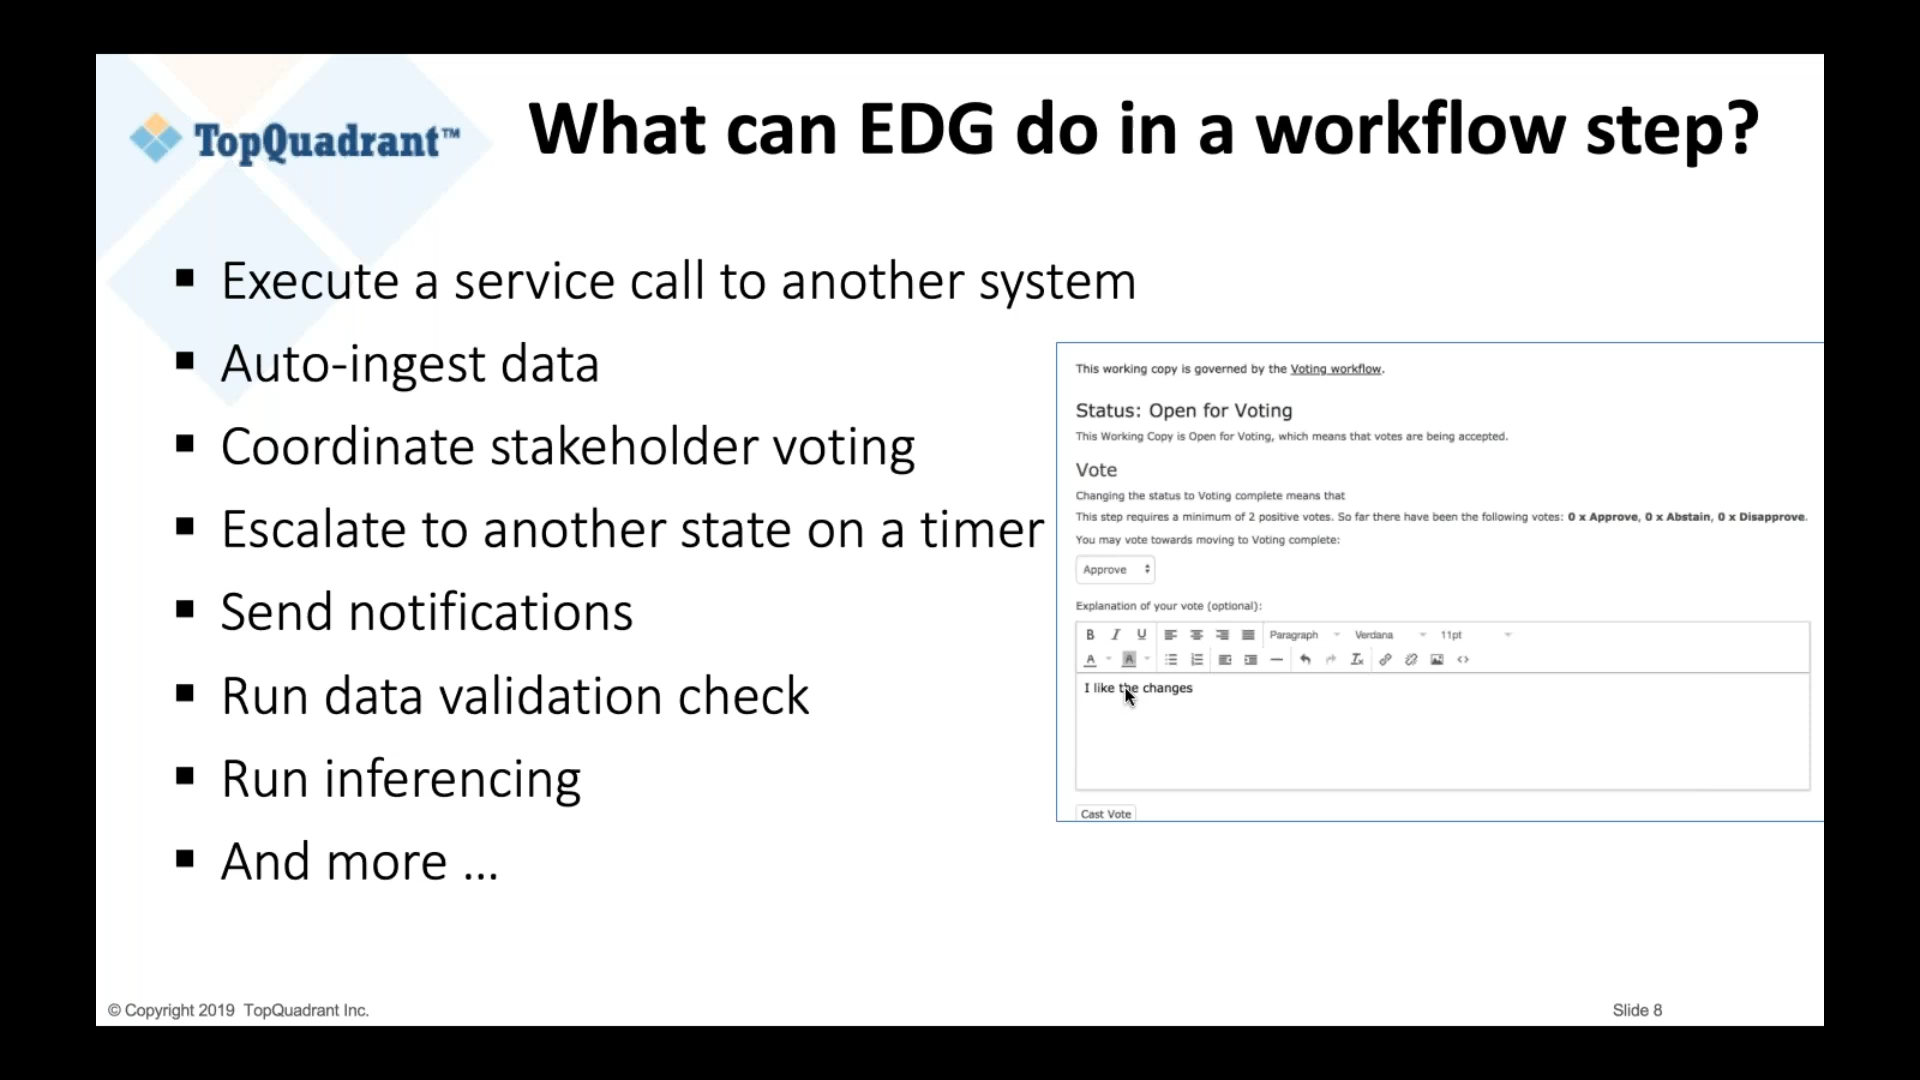 TopQuadrant™
What can EDG do in a workflow step?
▪ Execute a service call to another system
▪ Auto-ingest data
▪ Coordinate stakeholder voting
▪ Escalate to another state on a timer
▪ Send notifications
▪ Run data validation check
▪ Run inferencing
▪ And more ...
This working copy is governed by the Voting workflow.
Status: Open for Voting
This Working Copy is Open for Voting, which means that votes are being accepted.
Vote
Changing the status to Voting complete means that
This step requires a minimum of 2 positive votes. So far there have been the following votes: 0 x Approve, 0 x Abstain, 0 x Disapprove.
You may vote towards moving to Voting complete:
Approve
Explanation of your vote (optional):
B I U Paragraph Verdana 11pt
A A
I like the changes
Cast Vote
© Copyright 2019 TopQuadrant Inc.
Slide 8